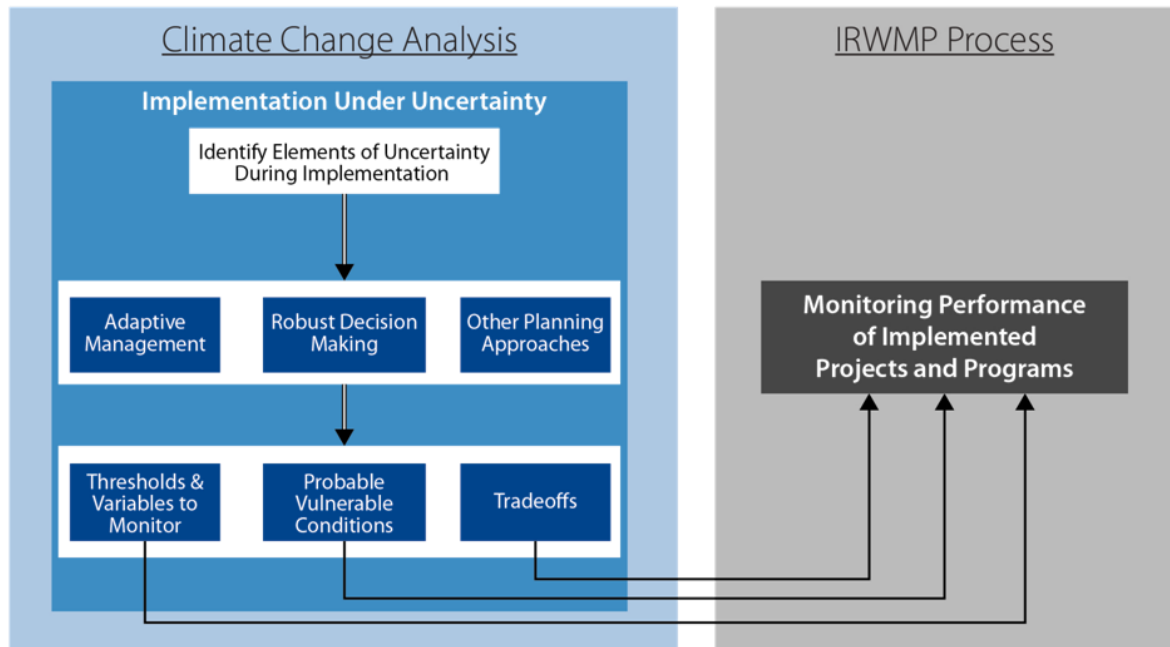 Climate Change Analysis
Implementation Under Uncertainty
Identify Elements of Uncertainty
During Implementation
Adaptive
Management
Robust Decision
Making
Other Planning
Approaches
Thresholds &
Variables to
Monitor
Probable
Vulnerable
Conditions
Tradeoffs
IRWMP Process
Monitoring Performance
of Implemented
Projects and Programs